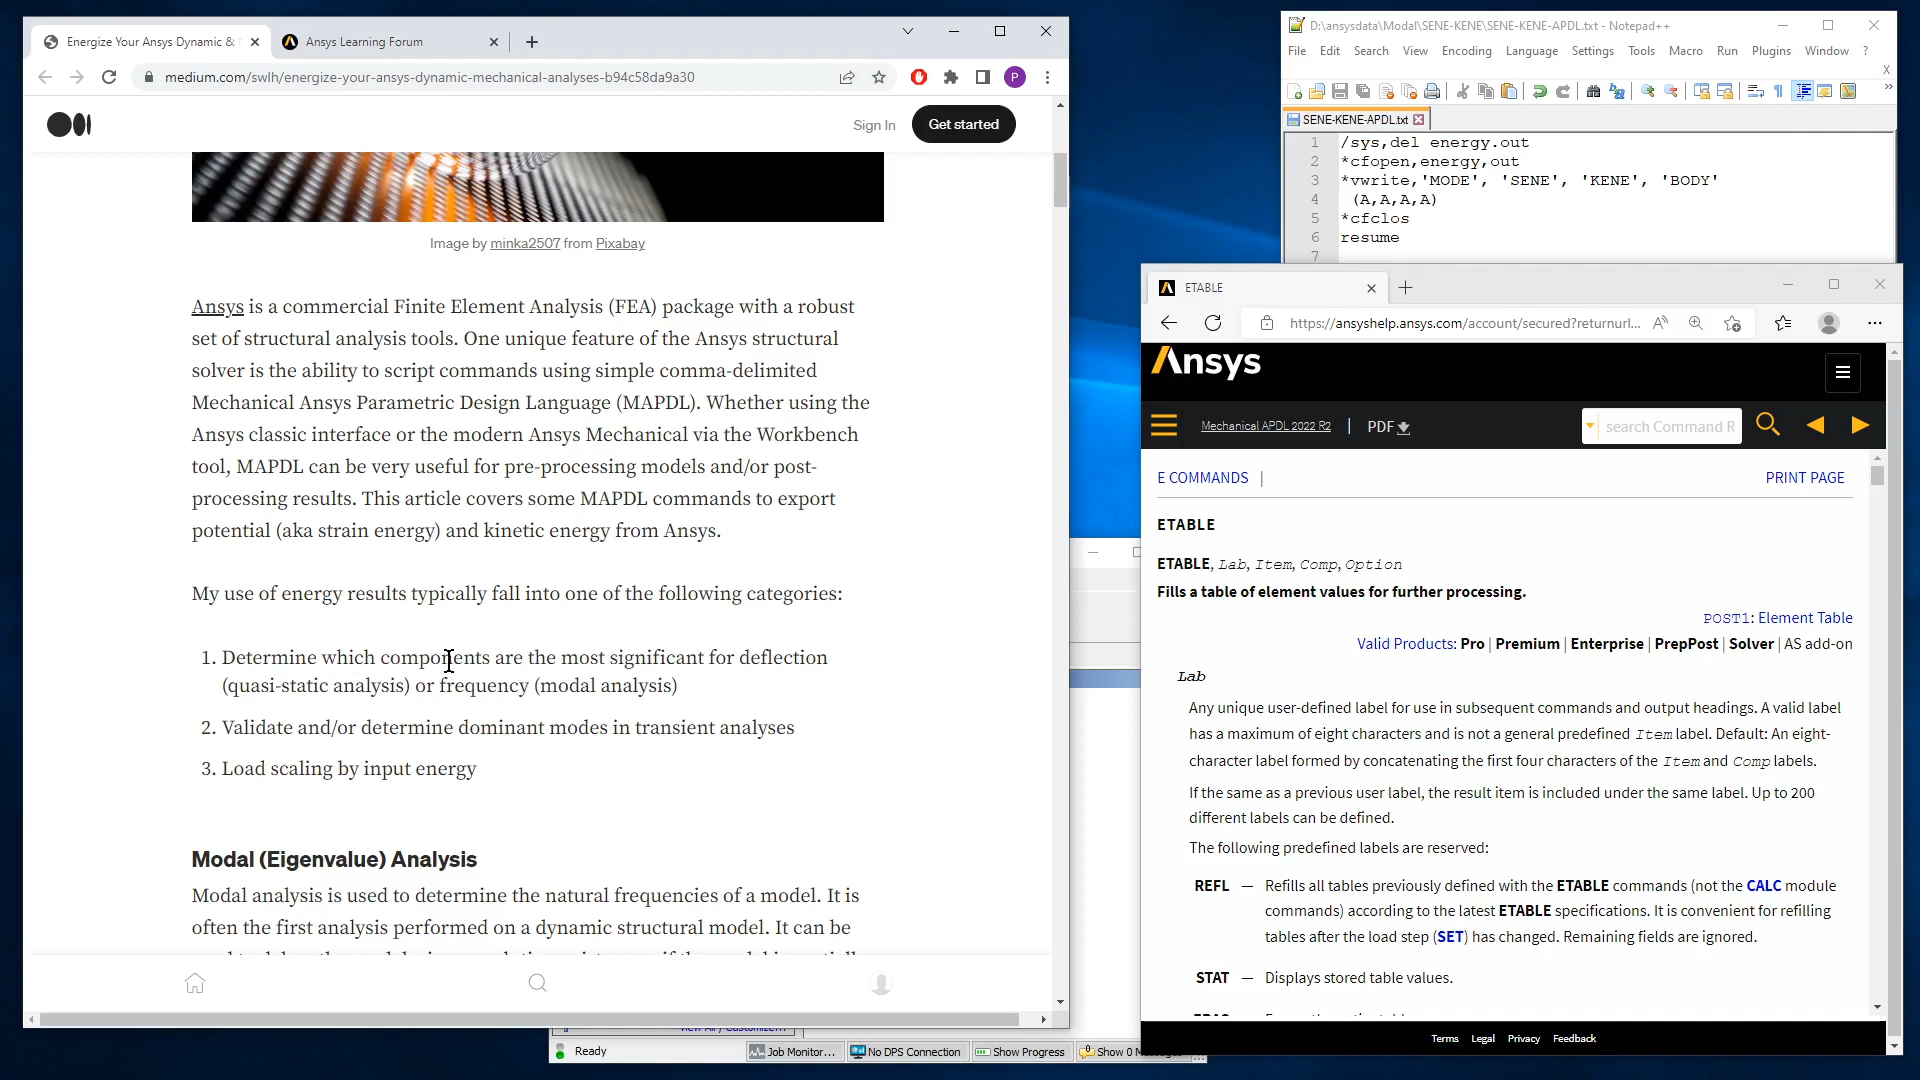 Energize Your Ansys Dynamic &
Ansys Learning Forum
medium.com/swlh/energize-your-ansys-dynamic-mechanical-analyses-b94c58da9a30
P
Sign In
Get started
Image by minka2507 from Pixabay
Ansys is a commercial Finite Element Analysis (FEA) package with a robust
set of structural analysis tools. One unique feature of the Ansys structural
solver is the ability to script commands using simple comma-delimited
Mechanical Ansys Parametric Design Language (MAPDL). Whether using the
Ansys classic interface or the modern Ansys Mechanical via the Workbench
tool, MAPDL can be very useful for pre-processing models and/or post-
processing results. This article covers some MAPDL commands to export
potential (aka strain energy) and kinetic energy from Ansys.
My use of energy results typically fall into one of the following categories:
1. Determine which components are the most significant for deflection
(quasi-static analysis) or frequency (modal analysis)
2. Validate and/or determine dominant modes in transient analyses
3. Load scaling by input energy
Modal (Eigenvalue) Analysis
Modal analysis is used to determine the natural frequencies of a model. It is
often the first analysis performed on a dynamic structural model. It can be
D:\ansysdata\Modal\SENE-KENE\SENE-KENE-APDL.txt - Notepad++
File Edit Search View Encoding Language Settings Tools Macro Run Plugins Window ?
X
SENE-KENE-APDL.txt
1 /sys,del energy.out
2 *cfopen,energy,out
3 *vwrite,'MODE', 'SENE', 'KENE', 'BODY'
4 (A,A,A,A)
5 *cfclos
6 resume
7
ETABLE
https://ansyshelp.ansys.com/account/secured?returnurl...
Ansys
Mechanical APDL 2022 R2 | PDF
search Command R
E COMMANDS |
PRINT PAGE
ETABLE
ETABLE, Lab, Item, Comp, Option
Fills a table of element values for further processing.
POST1: Element Table
Valid Products: Pro | Premium | Enterprise | PrepPost | Solver | AS add-on
Lab
Any unique user-defined label for use in subsequent commands and output headings. A valid label
has a maximum of eight characters and is not a general predefined Item label. Default: An eight-
character label formed by concatenating the first four characters of the Item and Comp labels.
If the same as a previous user label, the result item is included under the same label. Up to 200
different labels can be defined.
The following predefined labels are reserved:
REFL — Refills all tables previously defined with the ETABLE commands (not the CALC module
commands) according to the latest ETABLE specifications. It is convenient for refilling
tables after the load step (SET) has changed. Remaining fields are ignored.
STAT — Displays stored table values.
Terms Legal Privacy Feedback
View All / Customize...
Ready
Job Monitor...
No DPS Connection
Show Progress
Show 0